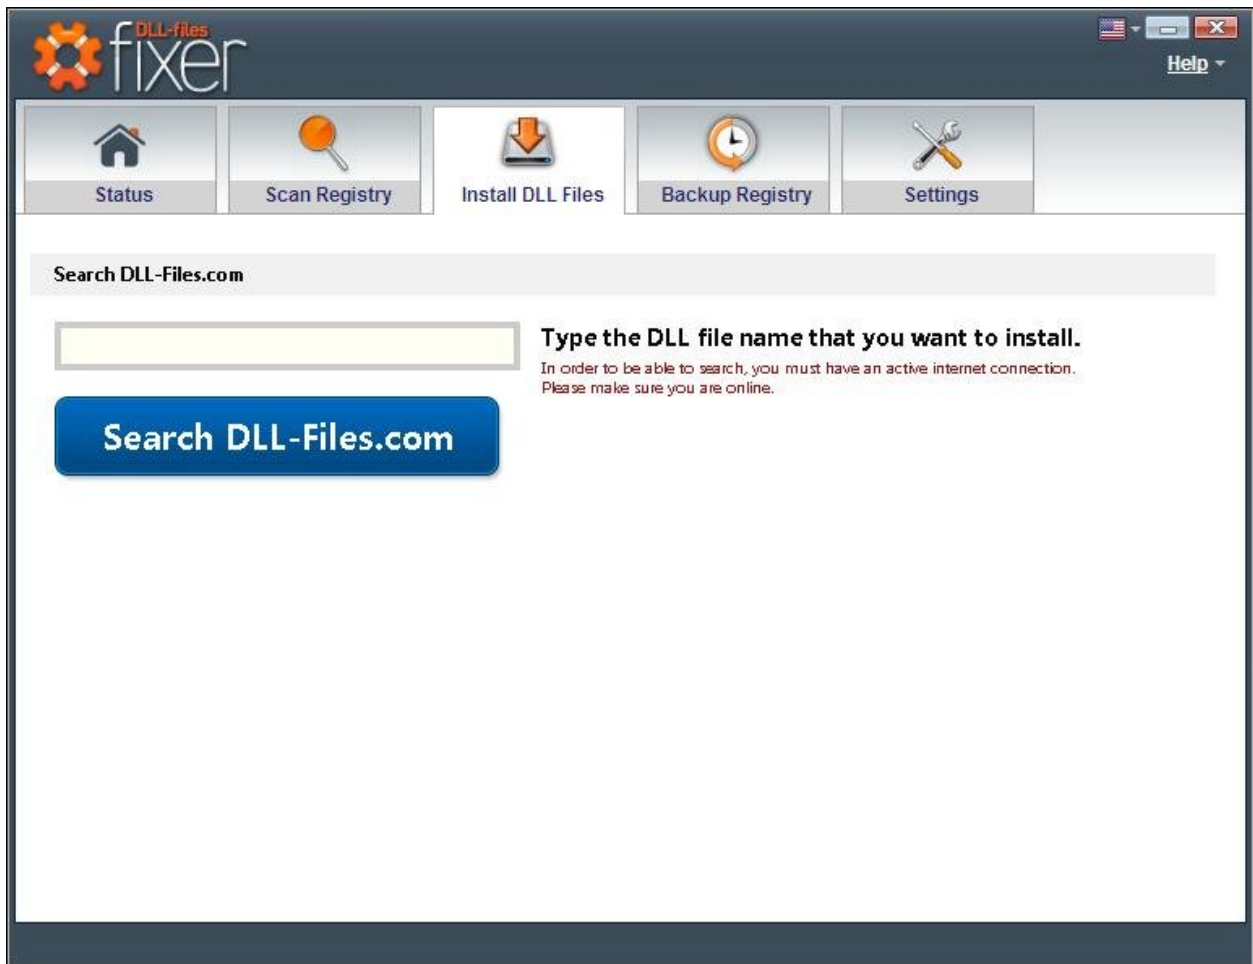 DLL-files
fixer
Help
Status
Scan Registry
Install DLL Files
Backup Registry
Settings
Search DLL-Files.com
Type the DLL file name that you want to install.
In order to be able to search, you must have an active internet connection.
Please make sure you are online.
Search DLL-Files.com